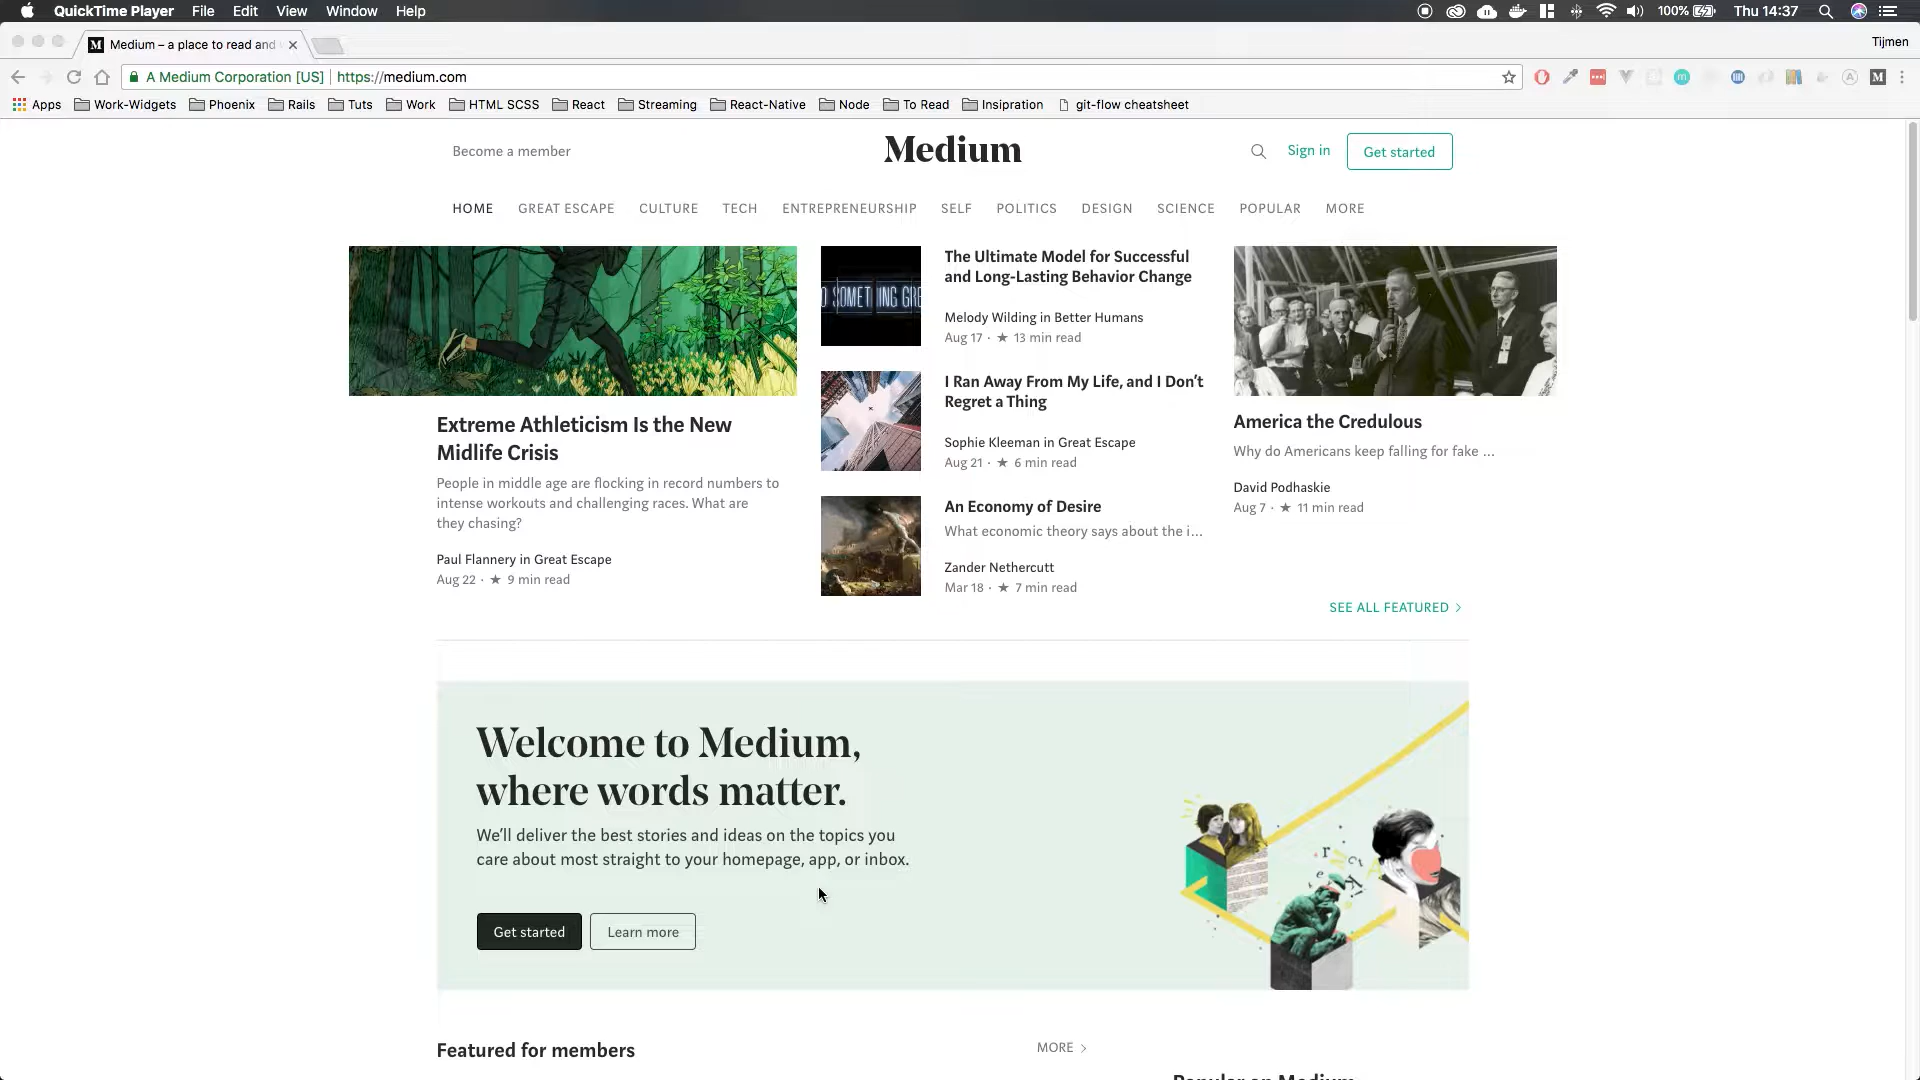 QuickTime Player File Edit View Window Help 100% Thu 14:37
Medium – a place to read and Tijmen
A Medium Corporation [US] https://medium.com
Apps Work-Widgets Phoenix Rails Tuts Work HTML SCSS React Streaming React-Native Node To Read Insipration git-flow cheatsheet
Become a member Medium Sign in Get started
HOME GREAT ESCAPE CULTURE TECH ENTREPRENEURSHIP SELF POLITICS DESIGN SCIENCE POPULAR MORE
Extreme Athleticism Is the New
Midlife Crisis
People in middle age are flocking in record numbers to
intense workouts and challenging races. What are
they chasing?
Paul Flannery in Great Escape
Aug 22 · ★ 9 min read
The Ultimate Model for Successful
and Long-Lasting Behavior Change
Melody Wilding in Better Humans
Aug 17 · ★ 13 min read
I Ran Away From My Life, and I Don't
Regret a Thing
Sophie Kleeman in Great Escape
Aug 21 · ★ 6 min read
An Economy of Desire
What economic theory says about the i...
Zander Nethercutt
Mar 18 · ★ 7 min read
America the Credulous
Why do Americans keep falling for fake ...
David Podhaskie
Aug 7 · ★ 11 min read
SEE ALL FEATURED >
Welcome to Medium,
where words matter.
We'll deliver the best stories and ideas on the topics you
care about most straight to your homepage, app, or inbox.
Get started Learn more
Featured for members MORE >
Popular on Medium